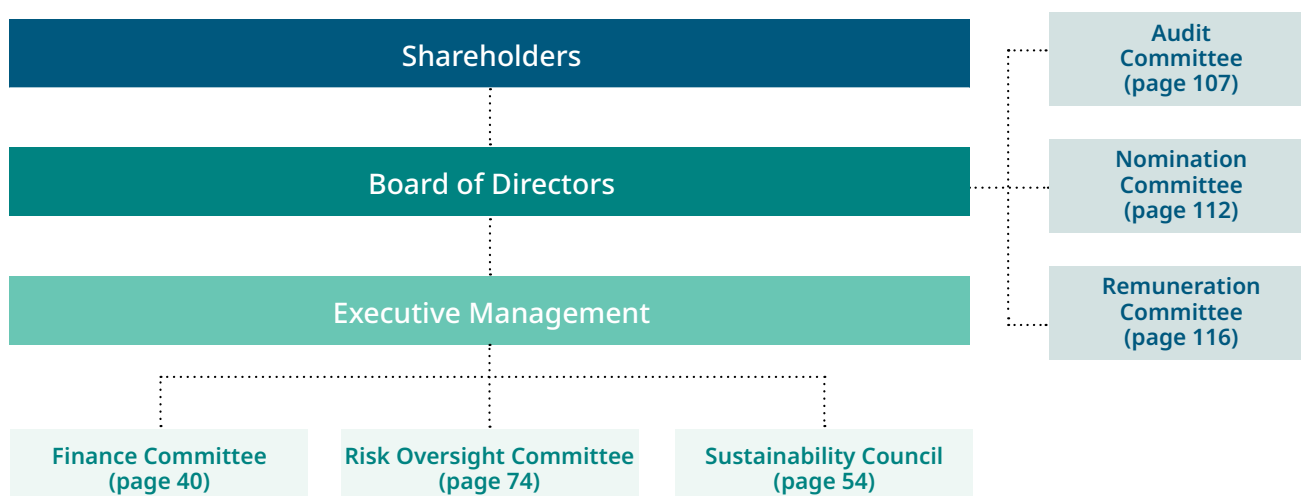 Shareholders
Board of Directors
Executive Management
Audit
Committee
(page 107)
Nomination
Committee
(page 112)
Remuneration
Committee
(page 116)
Finance Committee
(page 40)
Risk Oversight Committee
(page 74)
Sustainability Council
(page 54)